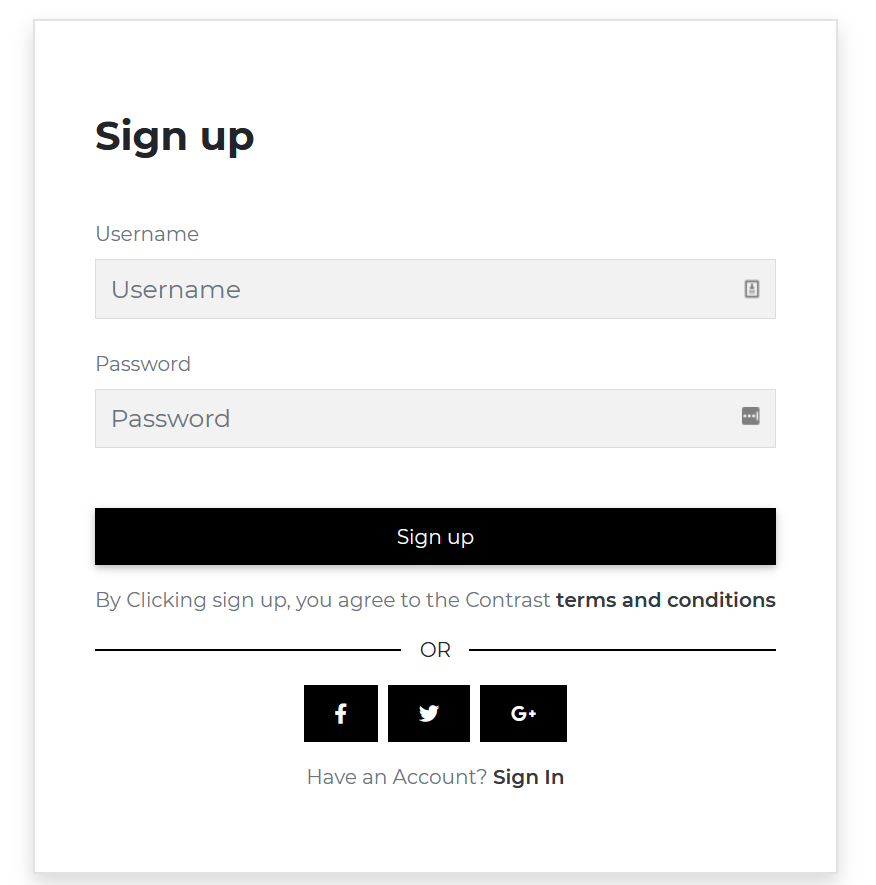 Sign up
Username
Username
Password
Password
Sign up
By Clicking sign up, you agree to the Contrast terms and conditions
OR
f G+
Have an Account? Sign In